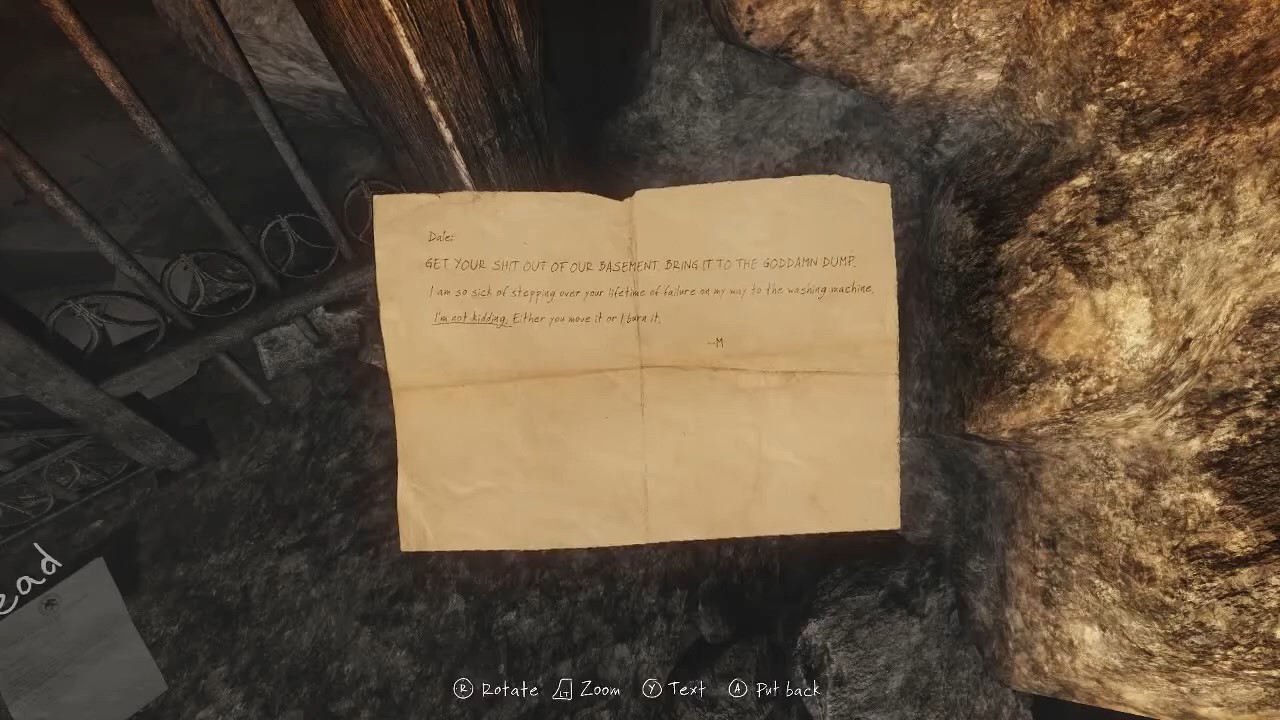 Dale:
GET YOUR SHIT OUT OF OUR BASEMENT. BRING IT TO THE GODDAMN DUMP.
I am so sick of stepping over your lifetime of failure on my way to the washing machine.
I'm not kidding. Either you move it or I burn it.
—M
ead
R Rotate L Zoom Y Text A Put back